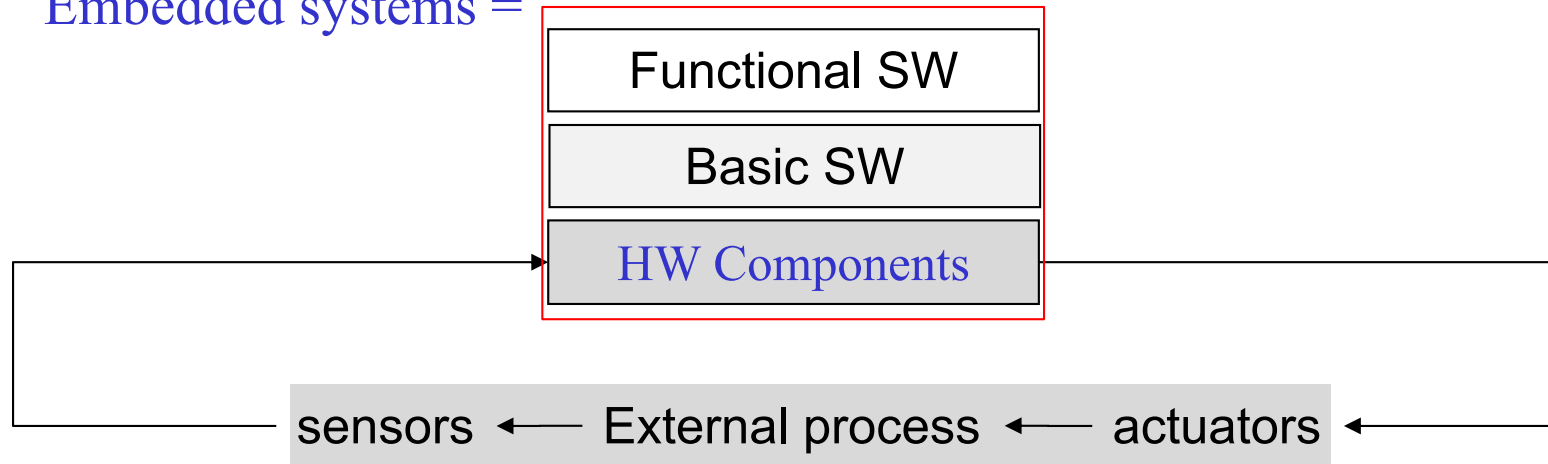 Embedded systems =
Functional SW
Basic SW
HW Components
sensors External process actuators